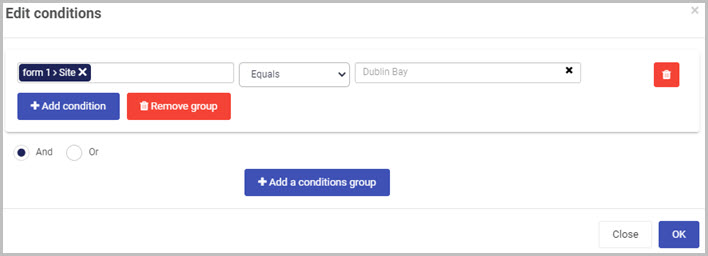 Edit conditions
form 1 > Site Equals Dublin Bay
Add condition Remove group
And Or
Add a conditions group
Close OK